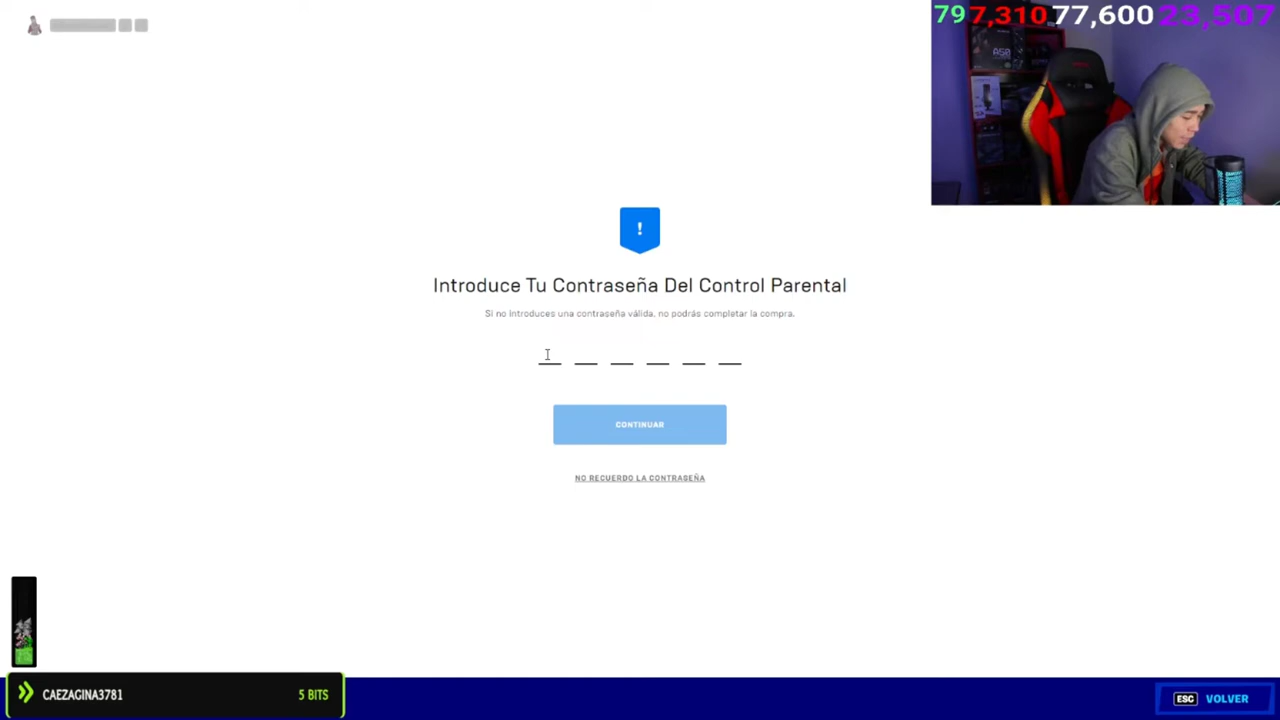 797,310 77,600 23,507
A50
!
Introduce Tu Contraseña Del Control Parental
Si no introduces una contraseña válida, no podrás completar la compra.
CONTINUAR
NO RECUERDO LA CONTRASEÑA
CAEZAGINA3781 5 BITS
ESC VOLVER